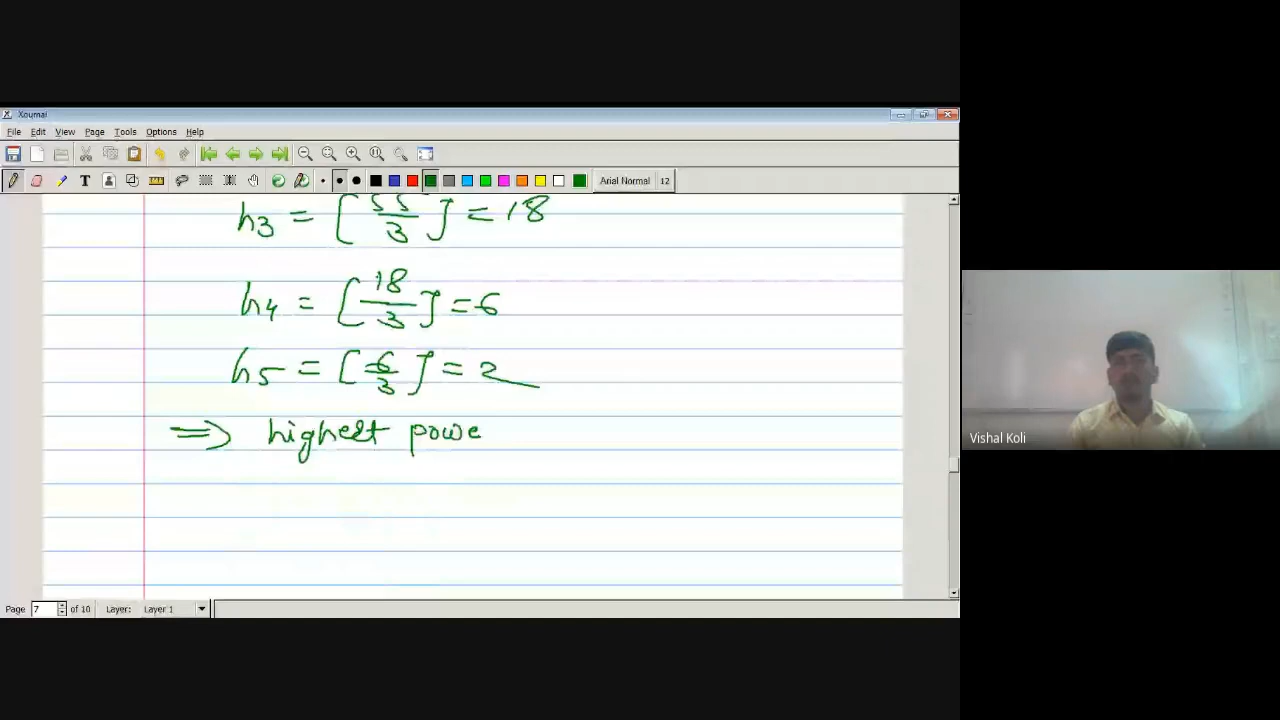 Xournal
File Edit View Page Tools Options Help
T Arial Normal 12
h3 = [55/3] = 18
h4 = [18/3] = 6
h5 = [6/3] = 2
⇒ highest powe
Vishal Koli
Page 7 of 10 Layer: Layer 1